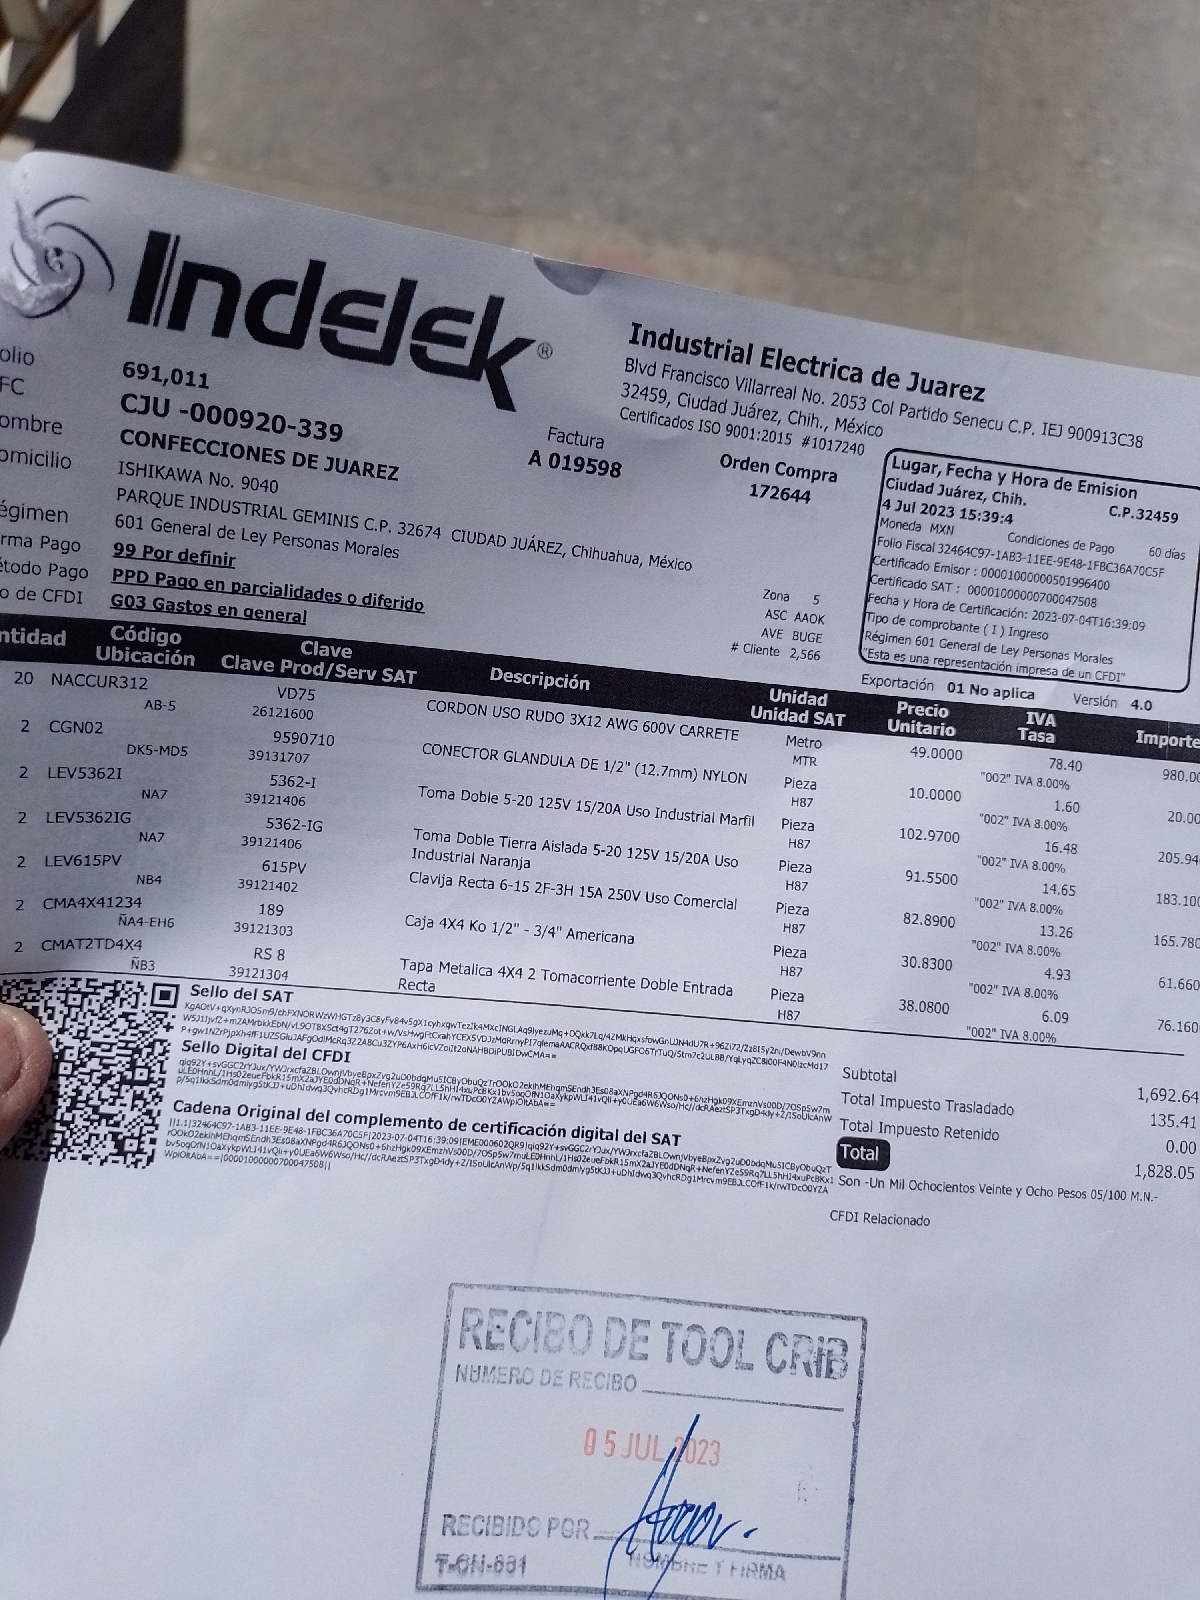 Indelek®
Industrial Electrica de Juarez
Blvd Francisco Villarreal No. 2053 Col Partido Senecu C.P. IEJ 900913C38
32459, Ciudad Juárez, Chih., México
Certificados ISO 9001:2015 #1017240
olio 691,011
FC CJU -000920-339
ombre CONFECCIONES DE JUAREZ
omicilio ISHIKAWA No. 9040
PARQUE INDUSTRIAL GEMINIS C.P. 32674 CIUDAD JUÁREZ, Chihuahua, México
égimen 601 General de Ley Personas Morales
rma Pago 99 Por definir
étodo Pago PPD Pago en parcialidades o diferido
o de CFDI G03 Gastos en general
Factura
A 019598
Orden Compra
172644
Lugar, Fecha y Hora de Emision
Ciudad Juárez, Chih. C.P.32459
4 Jul 2023 15:39:4
Moneda MXN Condiciones de Pago 60 días
Folio Fiscal 32464C97-1AB3-11EE-9E48-1FBC36A70C5F
Certificado Emisor : 00001000000501996400
Certificado SAT : 00001000000700047508
Fecha y Hora de Certificación: 2023-07-04T16:39:09
Tipo de comprobante ( I ) Ingreso
Régimen 601 General de Ley Personas Morales
"Esta es una representación impresa de un CFDI"
Zona 5
ASC AAOK
AVE BUGE
# Cliente 2,566
Exportación 01 No aplica Versión 4.0
ntidad Código Clave Descripción Unidad Precio IVA Importe
Ubicación Clave Prod/Serv SAT Unidad SAT Unitario Tasa
20 NACCUR312 VD75 CORDON USO RUDO 3X12 AWG 600V CARRETE Metro 49.0000 78.40 980.00
AB-5 26121600 MTR "002" IVA 8.00%
2 CGN02 9590710 CONECTOR GLANDULA DE 1/2" (12.7mm) NYLON Pieza 10.0000 1.60 20.00
DK5-MD5 39131707 H87 "002" IVA 8.00%
2 LEV5362I 5362-I Toma Doble 5-20 125V 15/20A Uso Industrial Marfil Pieza 102.9700 16.48 205.94
NA7 39121406 H87 "002" IVA 8.00%
2 LEV5362IG 5362-IG Toma Doble Tierra Aislada 5-20 125V 15/20A Uso Pieza 91.5500 14.65 183.100
NA7 39121406 Industrial Naranja H87 "002" IVA 8.00%
2 LEV615PV 615PV Clavija Recta 6-15 2F-3H 15A 250V Uso Comercial Pieza 82.8900 13.26 165.780
NB4 39121402 H87 "002" IVA 8.00%
2 CMA4X41234 189 Caja 4X4 Ko 1/2" - 3/4" Americana Pieza 30.8300 4.93 61.660
ÑA4-EH6 39121303 H87 "002" IVA 8.00%
2 CMAT2TD4X4 RS 8 Tapa Metalica 4X4 2 Tomacorriente Doble Entrada Pieza 38.0800 6.09 76.160
ÑB3 39121304 Recta H87 "002" IVA 8.00%
Sello del SAT
Sello Digital del CFDI
Cadena Original del complemento de certificación digital del SAT
Subtotal 1,692.64
Total Impuesto Trasladado 135.41
Total Impuesto Retenido 0.00
Total 1,828.05
Son -Un Mil Ochocientos Veinte y Ocho Pesos 05/100 M.N.-
CFDI Relacionado
RECIBO DE TOOL CRIB
NUMERO DE RECIBO
05 JUL 2023
RECIBIDO POR
NOMBRE Y FIRMA